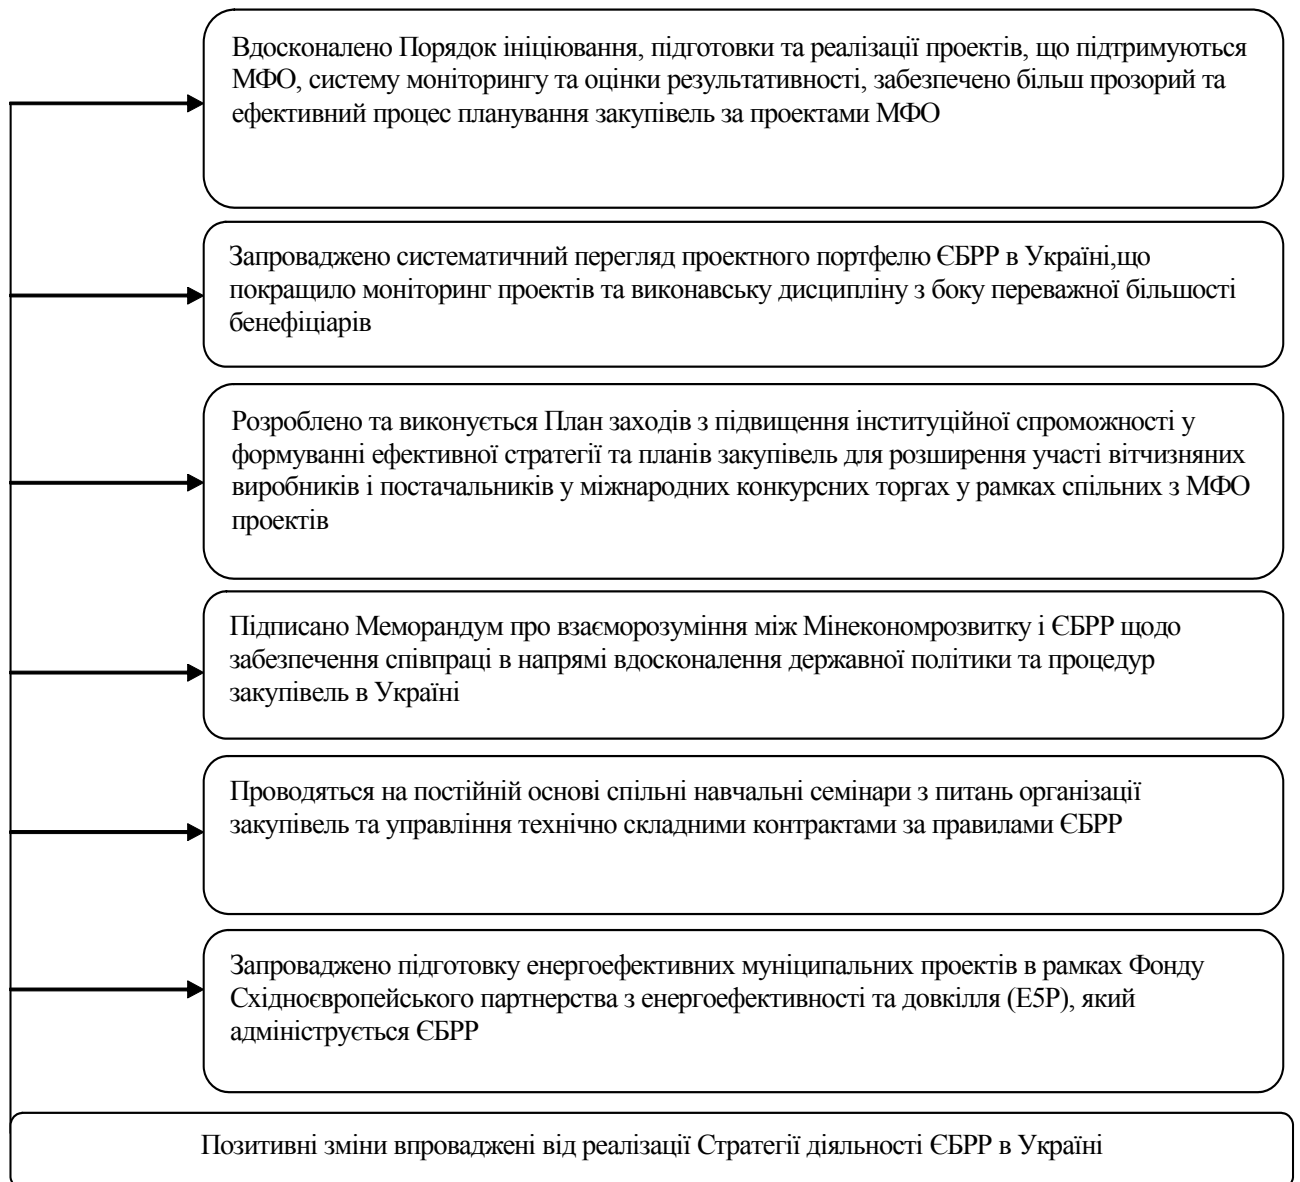 Вдосконалено Порядок ініціювання, підготовки та реалізації проектів, що підтримуються
МФО, систему моніторингу та оцінки результативності, забезпечено більш прозорий та
ефективний процес планування закупівель за проектами МФО
Запроваджено систематичний перегляд проектного портфелю ЄБРР в Україні,що
покращило моніторинг проектів та виконавську дисципліну з боку переважної більшості
бенефіціарів
Розроблено та виконується План заходів з підвищення інституційної спроможності у
формуванні ефективної стратегії та планів закупівель для розширення участі вітчизняних
виробників і постачальників у міжнародних конкурсних торгах у рамках спільних з МФО
проектів
Підписано Меморандум про взаєморозуміння між Мінекономрозвитку і ЄБРР щодо
забезпечення співпраці в напрямі вдосконалення державної політики та процедур
закупівель в Україні
Проводяться на постійній основі спільні навчальні семінари з питань організації
закупівель та управління технічно складними контрактами за правилами ЄБРР
Запроваджено підготовку енергоефективних муніципальних проектів в рамках Фонду
Східноєвропейського партнерства з енергоефективності та довкілля (Е5Р), який
адмініструється ЄБРР
Позитивні зміни впроваджені від реалізації Стратегії діяльності ЄБРР в Україні